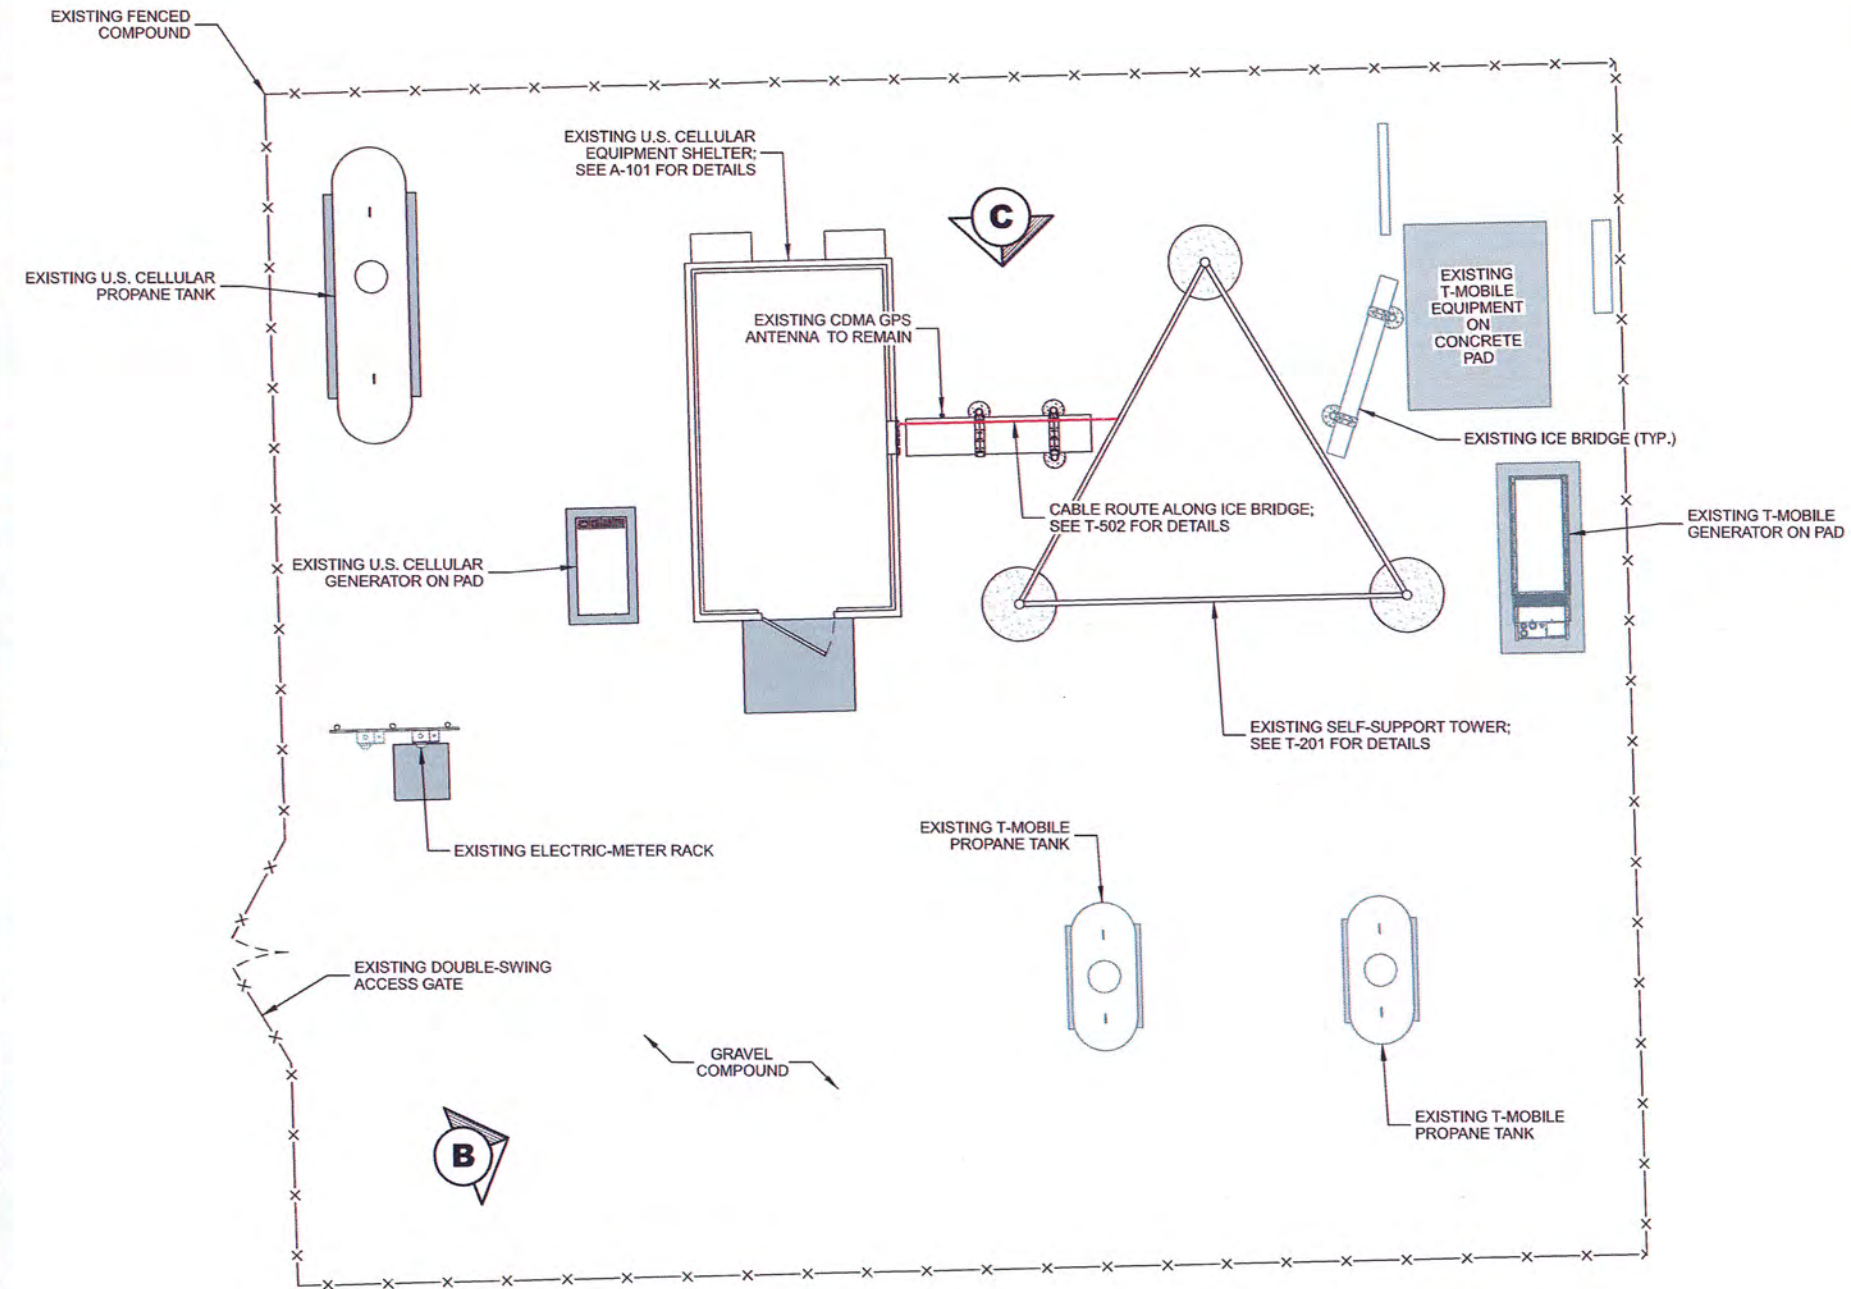 EXISTING FENCED
COMPOUND
EXISTING U.S. CELLULAR
EQUIPMENT SHELTER;
SEE A-101 FOR DETAILS
C
EXISTING U.S. CELLULAR
PROPANE TANK
EXISTING
T-MOBILE
EQUIPMENT
ON
CONCRETE
PAD
EXISTING CDMA GPS
ANTENNA TO REMAIN
EXISTING ICE BRIDGE (TYP.)
CABLE ROUTE ALONG ICE BRIDGE;
SEE T-502 FOR DETAILS
EXISTING T-MOBILE
GENERATOR ON PAD
EXISTING U.S. CELLULAR
GENERATOR ON PAD
EXISTING SELF-SUPPORT TOWER;
SEE T-201 FOR DETAILS
EXISTING T-MOBILE
PROPANE TANK
EXISTING ELECTRIC-METER RACK
EXISTING DOUBLE-SWING
ACCESS GATE
GRAVEL
COMPOUND
EXISTING T-MOBILE
PROPANE TANK
B